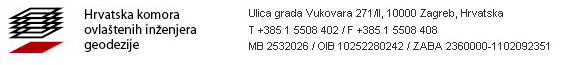 Hrvatska komora
ovlaštenih inženjera
geodezije
Ulica grada Vukovara 271/II, 10000 Zagreb, Hrvatska
T +385 1 5508 402 / F +385 1 5508 408
MB 2532026 / OIB 10252280242 / ZABA 2360000-1102092351